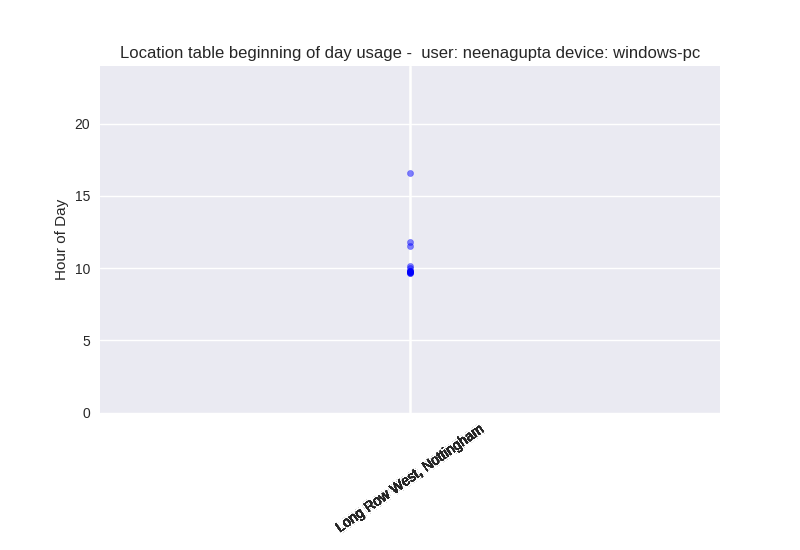 Location table beginning of day usage -  user: neenagupta device: windows-pc
20
15
10
5
0
Hour of Day
Long Row West, Nottingham